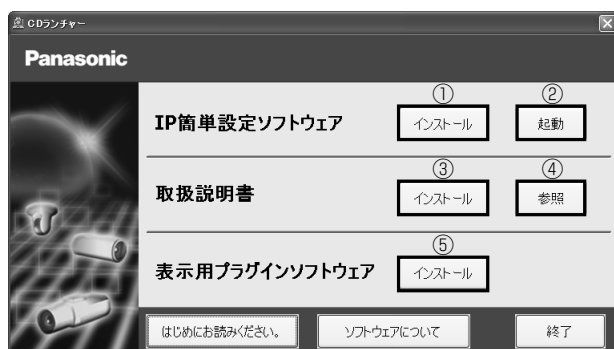 CDランチャー
Panasonic
① ②
IP簡単設定ソフトウェア インストール 起動
③ ④
取扱説明書 インストール 参照
⑤
表示用プラグインソフトウェア インストール
はじめにお読みください。 ソフトウェアについて 終了